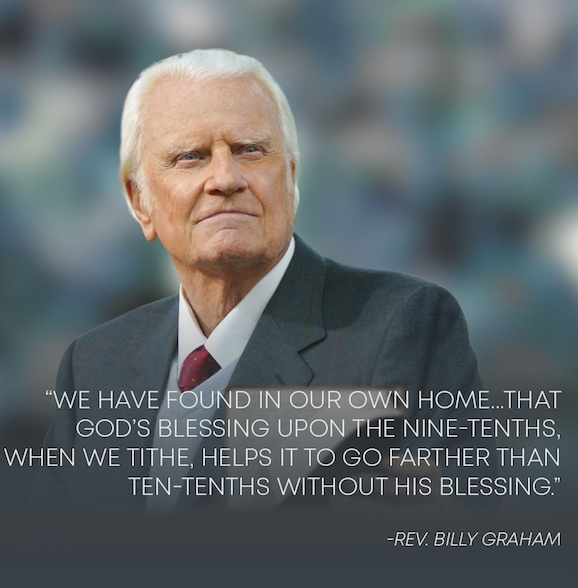 “WE HAVE FOUND IN OUR OWN HOME...THAT
GOD’S BLESSING UPON THE NINE-TENTHS,
WHEN WE TITHE, HELPS IT TO GO FARTHER THAN
TEN-TENTHS WITHOUT HIS BLESSING.”
-REV. BILLY GRAHAM